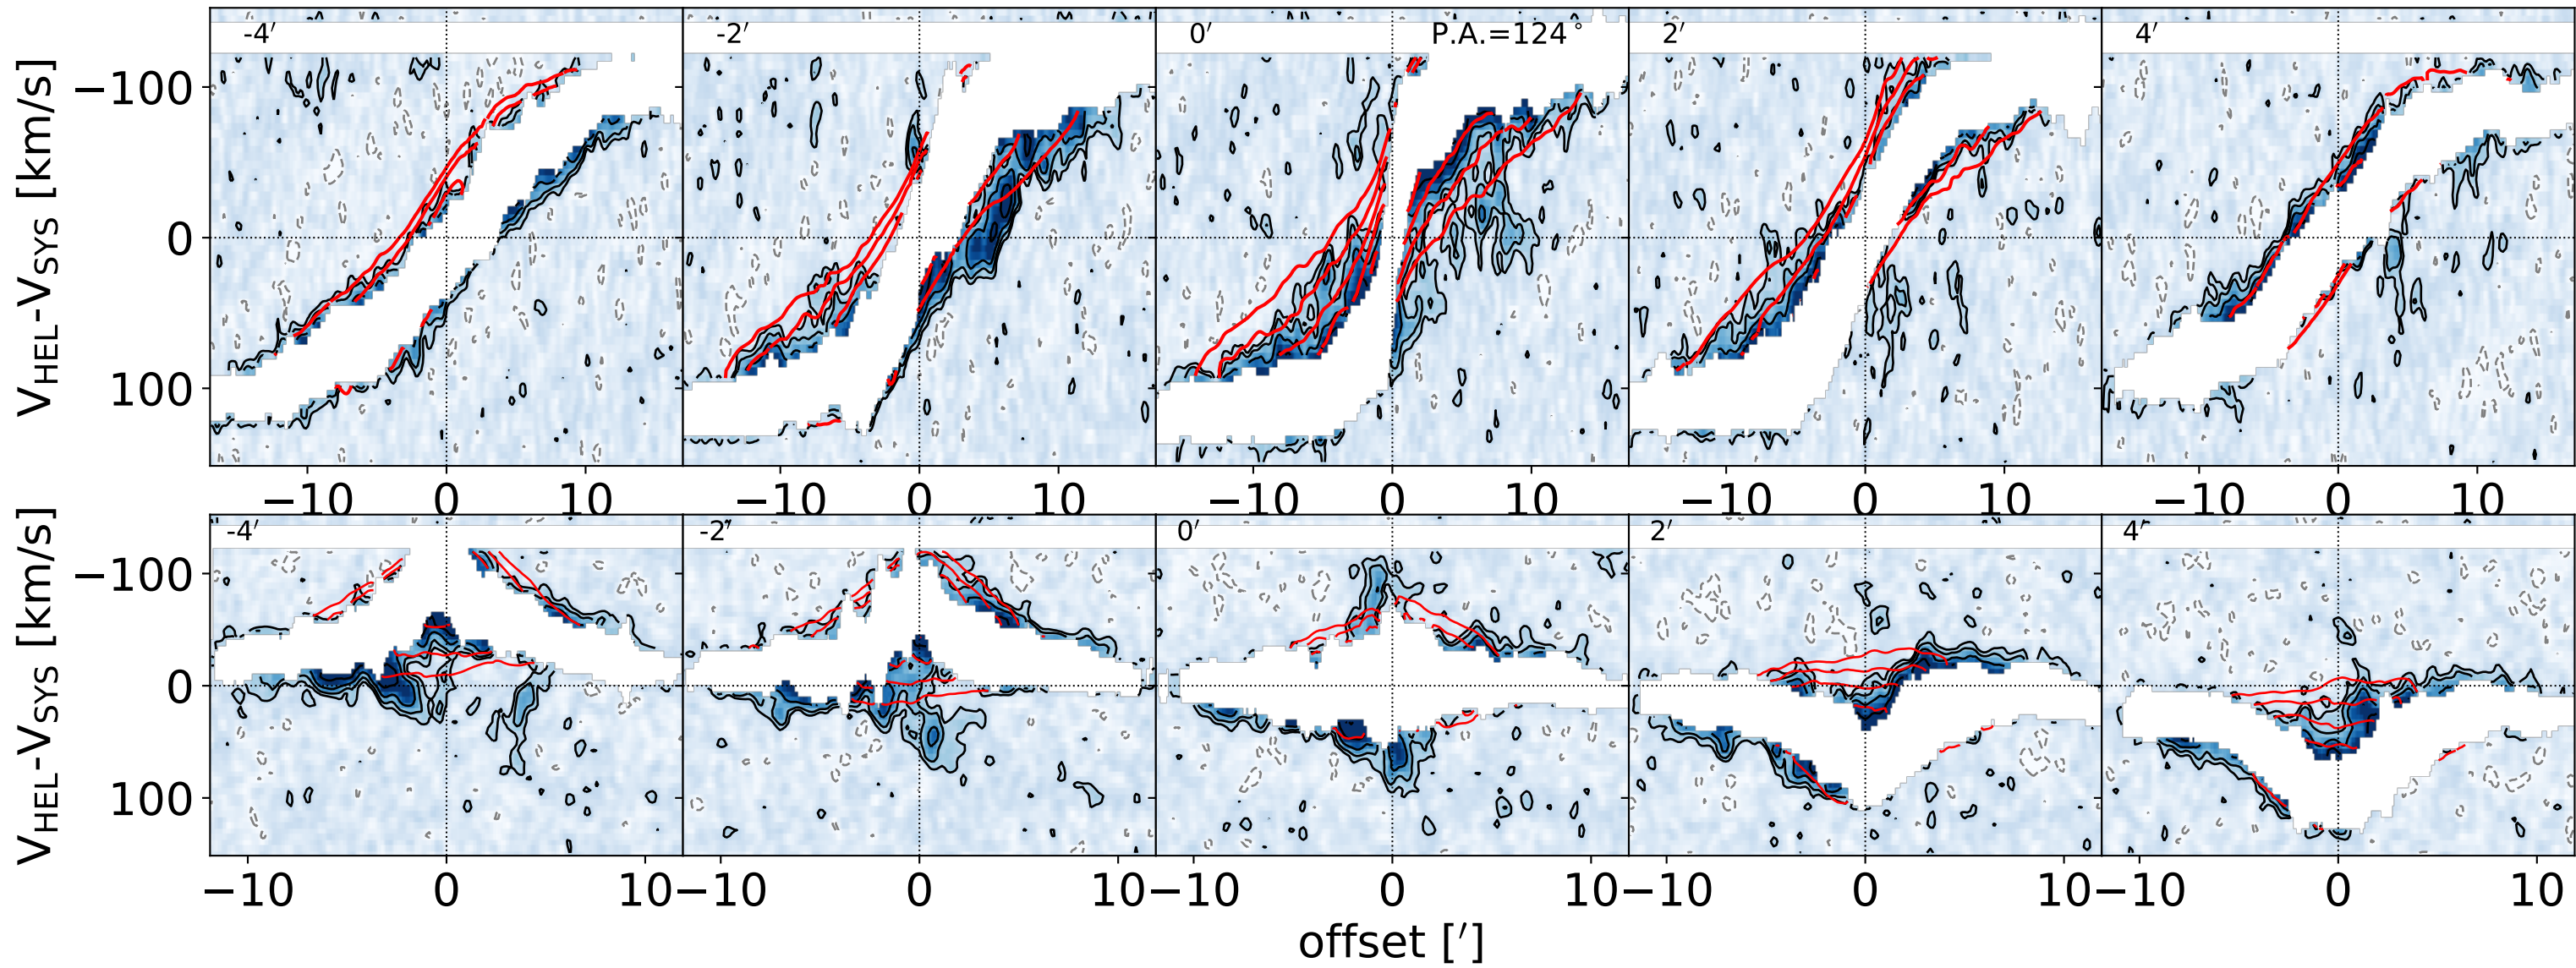 -4′ -2′ 0′ P.A.=124° 2′ 4′
V_HEL-V_SYS [km/s]
−100
0
100
−10 0 10 −10 0 10 −10 0 10 −10 0 10 −10 0 10
-4′ -2′ 0′ 2′ 4′
V_HEL-V_SYS [km/s]
−100
0
100
−10 0 10 −10 0 10 −10 0 10 −10 0 10 −10 0 10
offset [′]